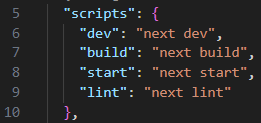 5 "scripts": {
6 "dev": "next dev",
7 "build": "next build",
8 "start": "next start",
9 "lint": "next lint"
10 },